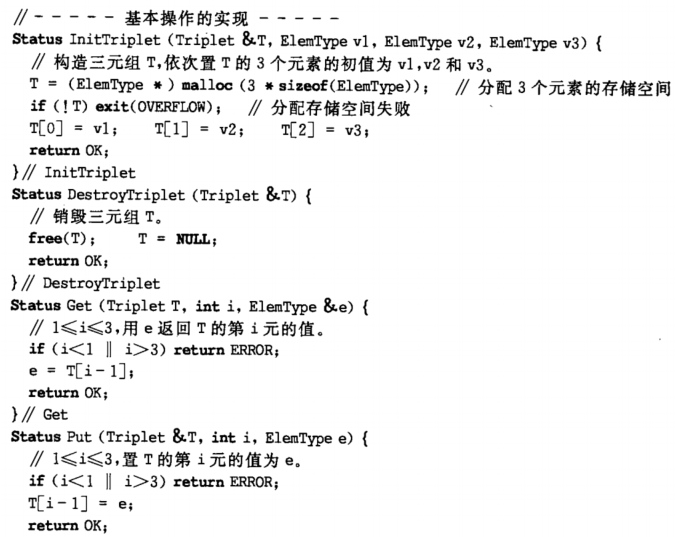 // - - - - - 基本操作的实现 - - - - -
Status InitTriplet (Triplet &T, ElemType v1, ElemType v2, ElemType v3) {
// 构造三元组 T,依次置 T 的 3 个元素的初值为 v1,v2 和 v3。
T = (ElemType *) malloc (3 * sizeof(ElemType)); // 分配 3 个元素的存储空间
if (!T) exit(OVERFLOW); // 分配存储空间失败
T[0] = v1; T[1] = v2; T[2] = v3;
return OK;
}// InitTriplet
Status DestroyTriplet (Triplet &T) {
// 销毁三元组 T。
free(T); T = NULL;
return OK;
}// DestroyTriplet
Status Get (Triplet T, int i, ElemType &e) {
// 1≤i≤3,用 e 返回 T 的第 i 元的值。
if (i<1 || i>3) return ERROR;
e = T[i-1];
return OK;
}// Get
Status Put (Triplet &T, int i, ElemType e) {
// 1≤i≤3,置 T 的第 i 元的值为 e。
if (i<1 || i>3) return ERROR;
T[i-1] = e;
return OK;